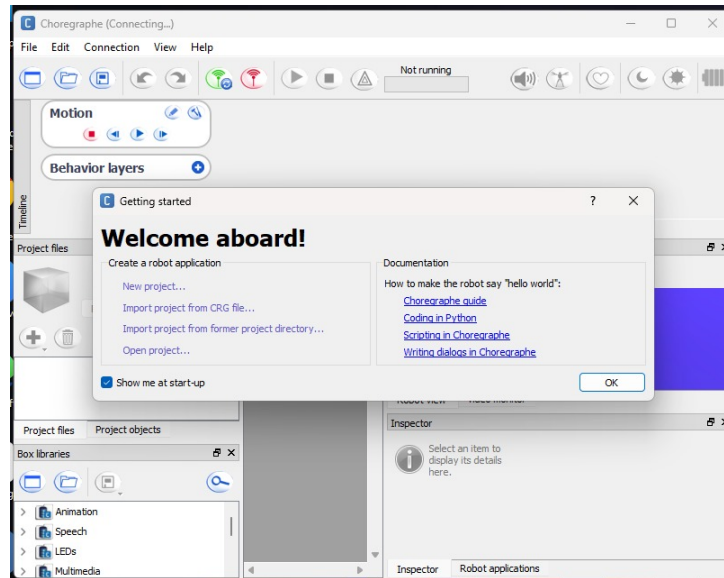 Choregraphe (Connecting...)
File Edit Connection View Help
Not running
Motion
Behavior layers
Timeline
Getting started
Welcome aboard!
Create a robot application
New project...
Import project from CRG file...
Import project from former project directory...
Open project...
Documentation
How to make the robot say "hello world":
Choregraphe guide
Coding in Python
Scripting in Choregraphe
Writing dialogs in Choregraphe
Show me at start-up
OK
Project files
Project files Project objects
Robot view Video monitor
Inspector
Select an item to
display its details
here.
Box libraries
Animation
Speech
LEDs
Multimedia
Inspector Robot applications